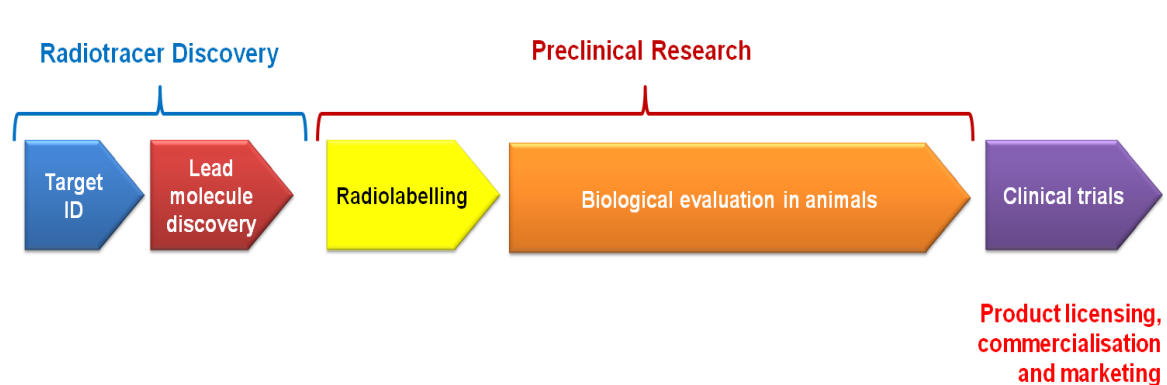 Radiotracer Discovery
Preclinical Research
Target
ID
Lead
molecule
discovery
Radiolabelling
Biological evaluation in animals
Clinical trials
Product licensing,
commercialisation
and marketing